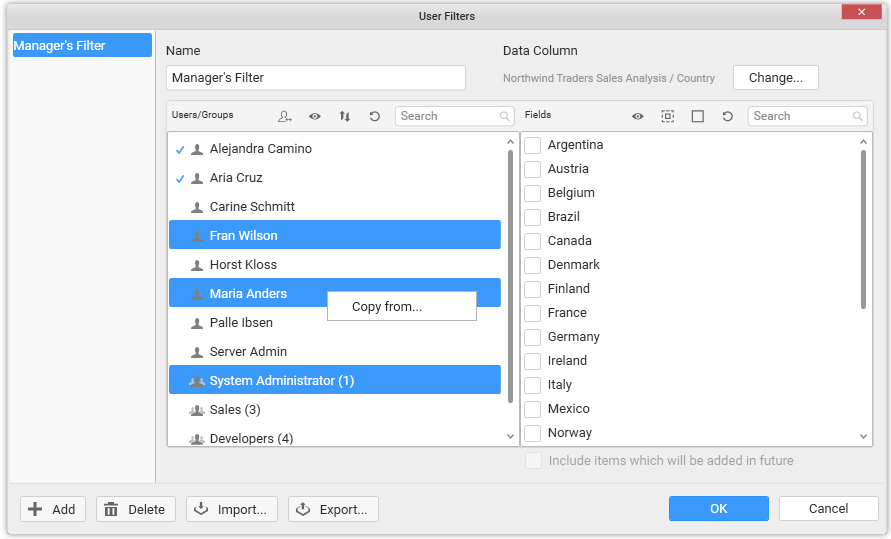 User Filters
Manager's Filter
Name
Data Column
Manager's Filter
Northwind Traders Sales Analysis / Country
Change...
Users/Groups
Search
Fields
Search
Alejandra Camino
Aria Cruz
Carine Schmitt
Fran Wilson
Horst Kloss
Maria Anders
Palle Ibsen
Server Admin
System Administrator (1)
Sales (3)
Developers (4)
Copy from...
Argentina
Austria
Belgium
Brazil
Canada
Denmark
Finland
France
Germany
Ireland
Italy
Mexico
Norway
Include items which will be added in future
Add
Delete
Import...
Export...
OK
Cancel